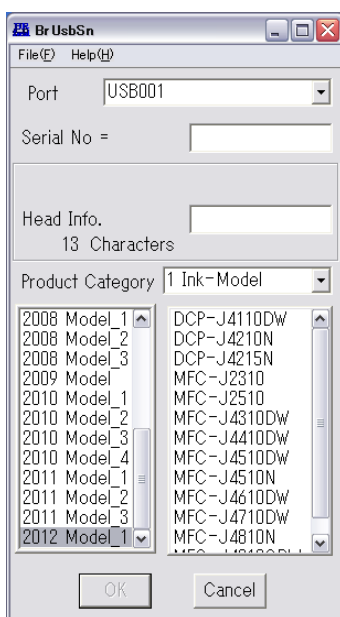 BrUsbSn
File(F) Help(H)
Port USB001
Serial No =
Head Info.
13 Characters
Product Category 1 Ink-Model
2008 Model_1
2008 Model_2
2008 Model_3
2009 Model
2010 Model_1
2010 Model_2
2010 Model_3
2010 Model_4
2011 Model_1
2011 Model_2
2011 Model_3
2012 Model_1
DCP-J4110DW
DCP-J4210N
DCP-J4215N
MFC-J2310
MFC-J2510
MFC-J4310DW
MFC-J4410DW
MFC-J4510DW
MFC-J4510N
MFC-J4610DW
MFC-J4710DW
MFC-J4810N
OK Cancel